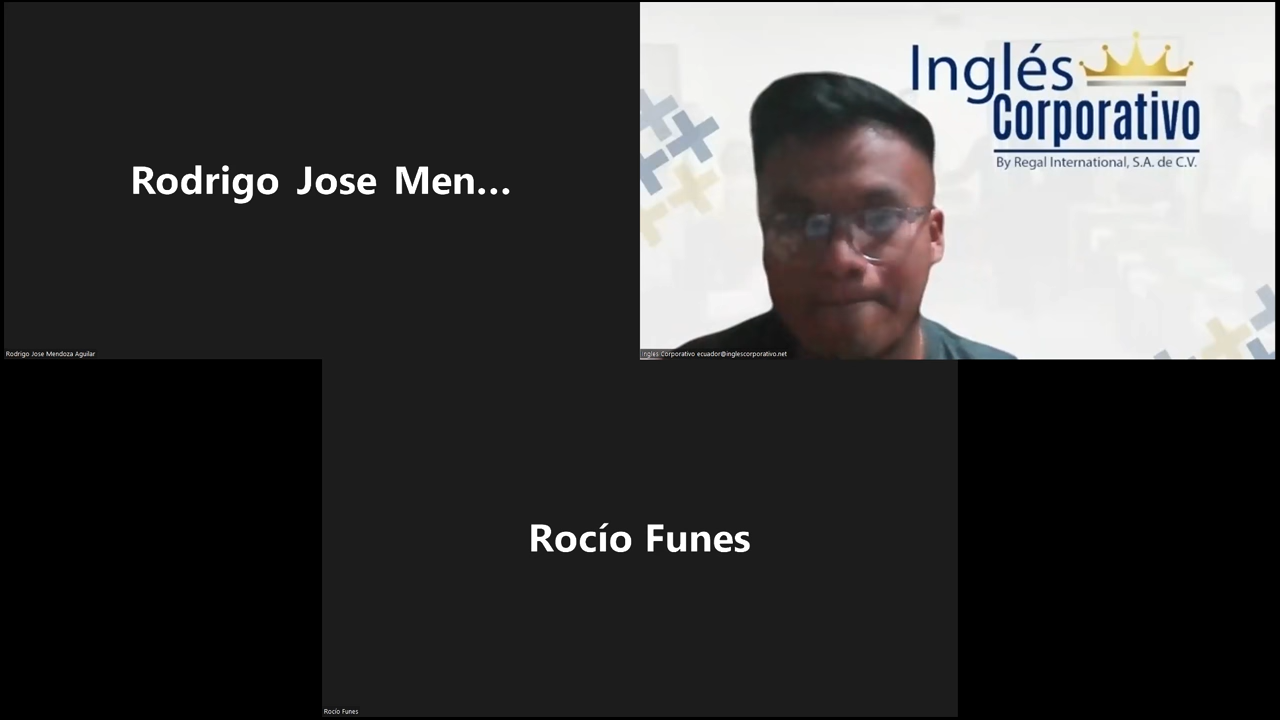 Rodrigo Jose Men...
Rodrigo Jose Mendoza Aguilar
Inglés
Corporativo
By Regal International, S.A. de C.V.
Inglés Corporativo ecuador@inglescorporativo.net
Rocío Funes
Rocío Funes